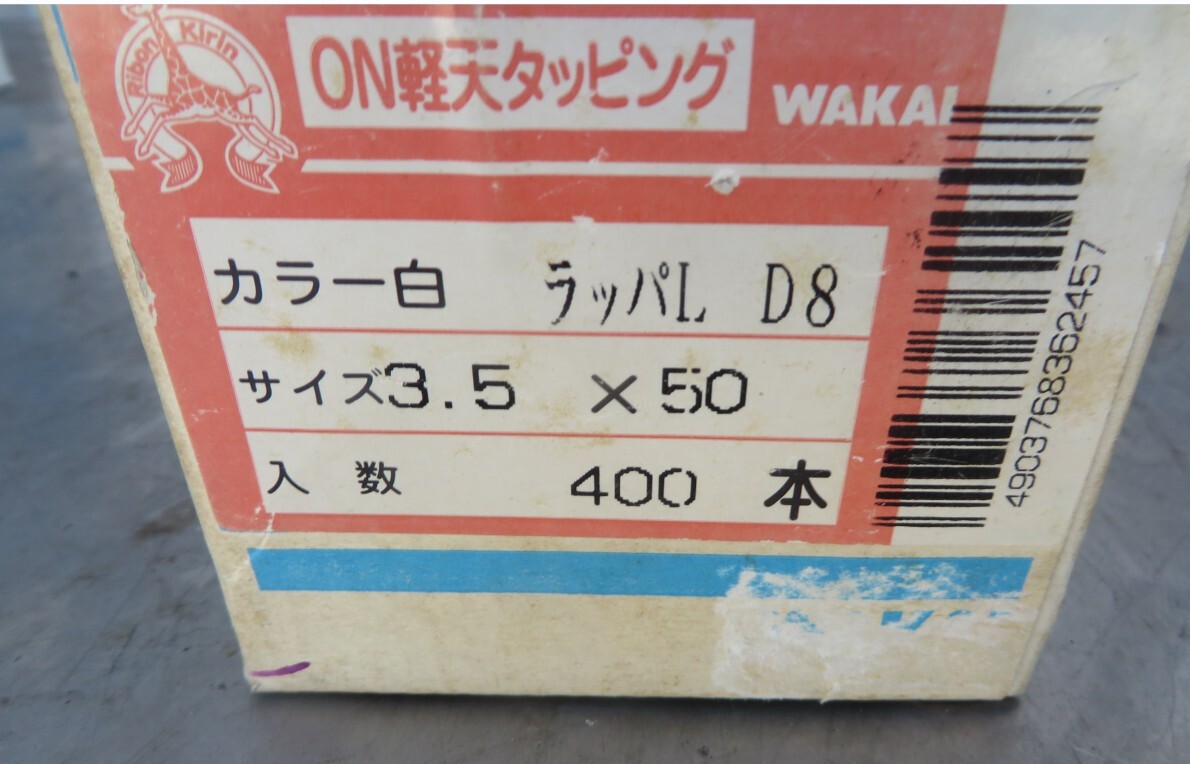 Ribon Kirin
ON軽天タッピング
WAKAI
カラー白 ラッパL D8
サイズ3.5 ×50
入数 400 本
4903768362457